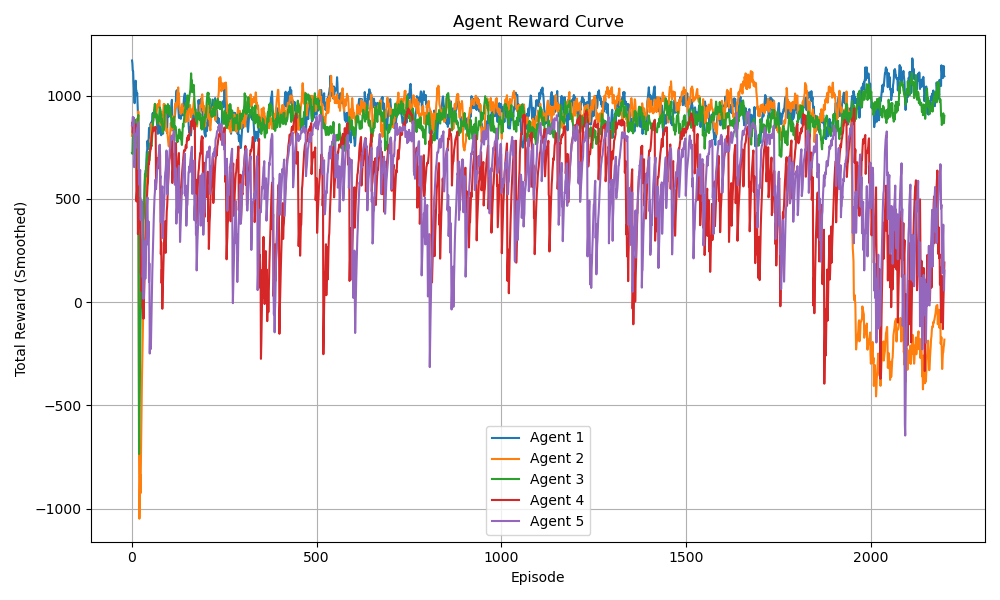 Agent Reward Curve
Total Reward (Smoothed)
1000
500
0
−500
−1000
Agent 1
Agent 2
Agent 3
Agent 4
Agent 5
0 500 1000 1500 2000
Episode